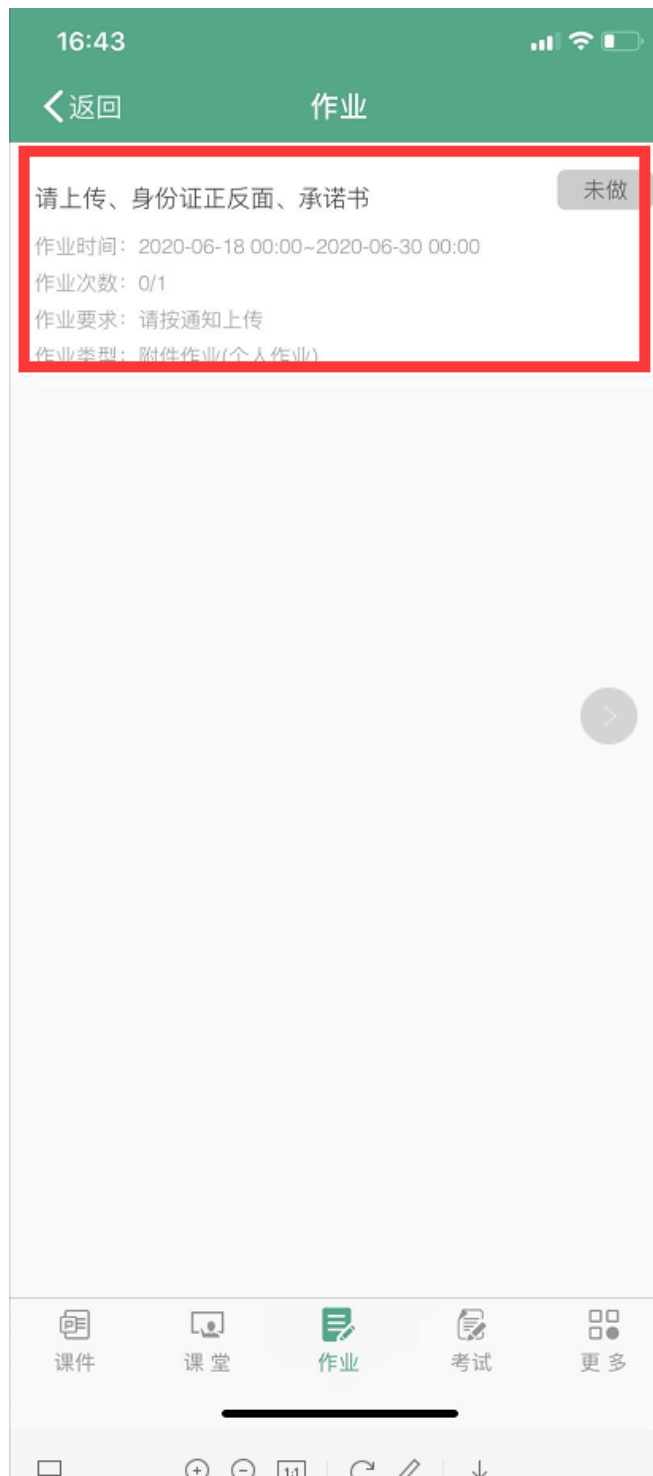 16:43
返回
作业
请上传、身份证正反面、承诺书
未做
作业时间：2020-06-18 00:00~2020-06-30 00:00
作业次数：0/1
作业要求：请按通知上传
作业类型：附件作业(个人作业)
课件
课堂
作业
考试
更多
1:1